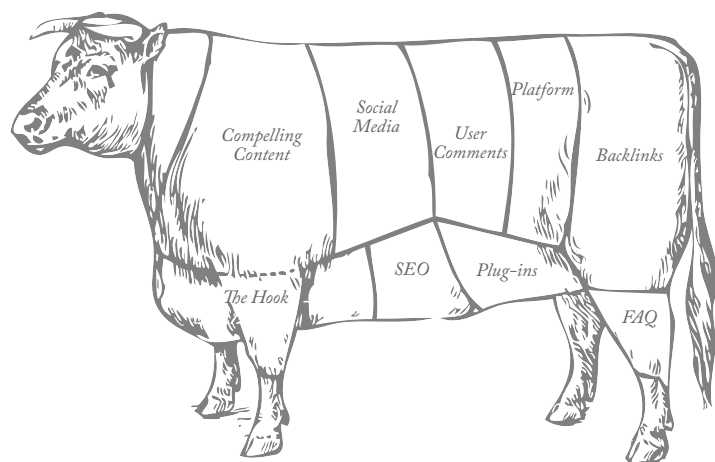 Compelling
Content
Social
Media
User
Comments
Platform
Backlinks
The Hook
SEO
Plug-ins
FAQ